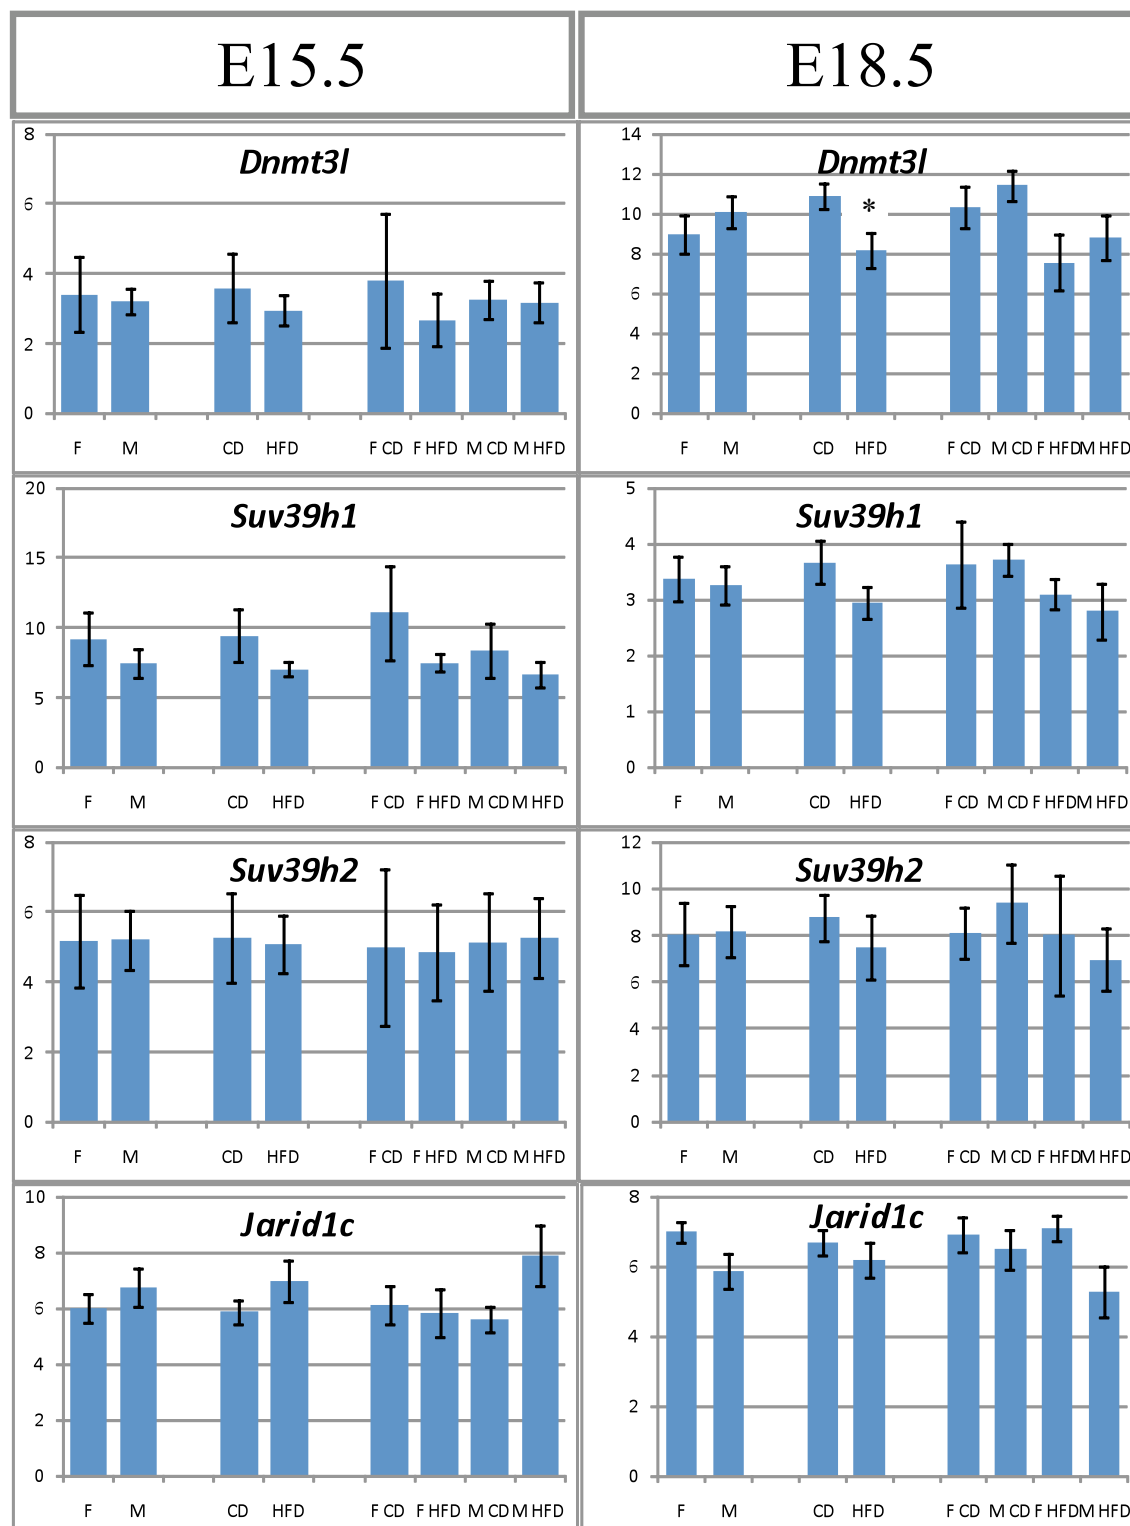 E15.5
E18.5
Dnmt3l
8
6
4
2
0
F M CD HFD F CD F HFD M CD M HFD
Dnmt3l
*
14
12
10
8
6
4
2
0
F M CD HFD F CD M CD F HFD M HFD
Suv39h1
20
15
10
5
0
F M CD HFD F CD F HFD M CD M HFD
Suv39h1
5
4
3
2
1
0
F M CD HFD F CD M CD F HFD M HFD
Suv39h2
8
6
4
2
0
F M CD HFD F CD F HFD M CD M HFD
Suv39h2
12
10
8
6
4
2
0
F M CD HFD F CD M CD F HFD M HFD
Jarid1c
10
8
6
4
2
0
F M CD HFD F CD F HFD M CD M HFD
Jarid1c
8
6
4
2
0
F M CD HFD F CD M CD F HFD M HFD